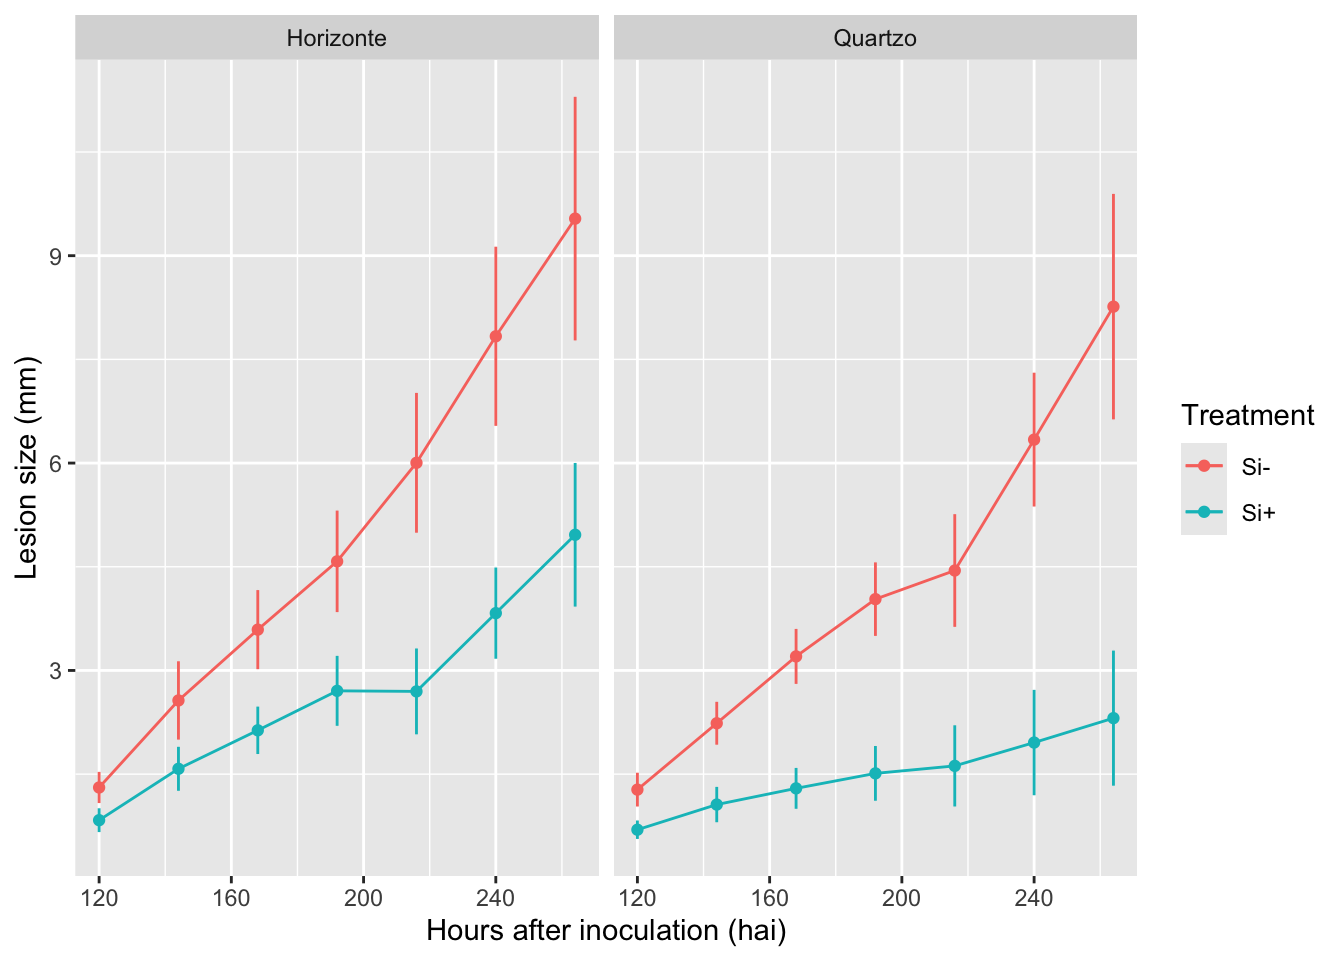 Horizonte
Quartzo
9
6
3
Lesion size (mm)
120 160 200 240
120 160 200 240
Hours after inoculation (hai)
Treatment
Si-
Si+